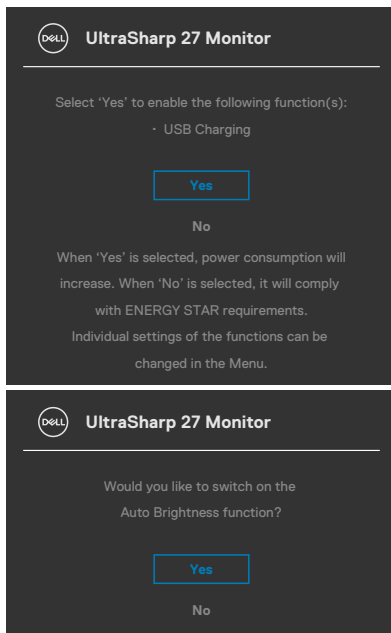 DELL UltraSharp 27 Monitor
Select ‘Yes’ to enable the following function(s):
· USB Charging
Yes
No
When ‘Yes’ is selected, power consumption will
increase. When ‘No’ is selected, it will comply
with ENERGY STAR requirements.
Individual settings of the functions can be
changed in the Menu.
DELL UltraSharp 27 Monitor
Would you like to switch on the
Auto Brightness function?
Yes
No